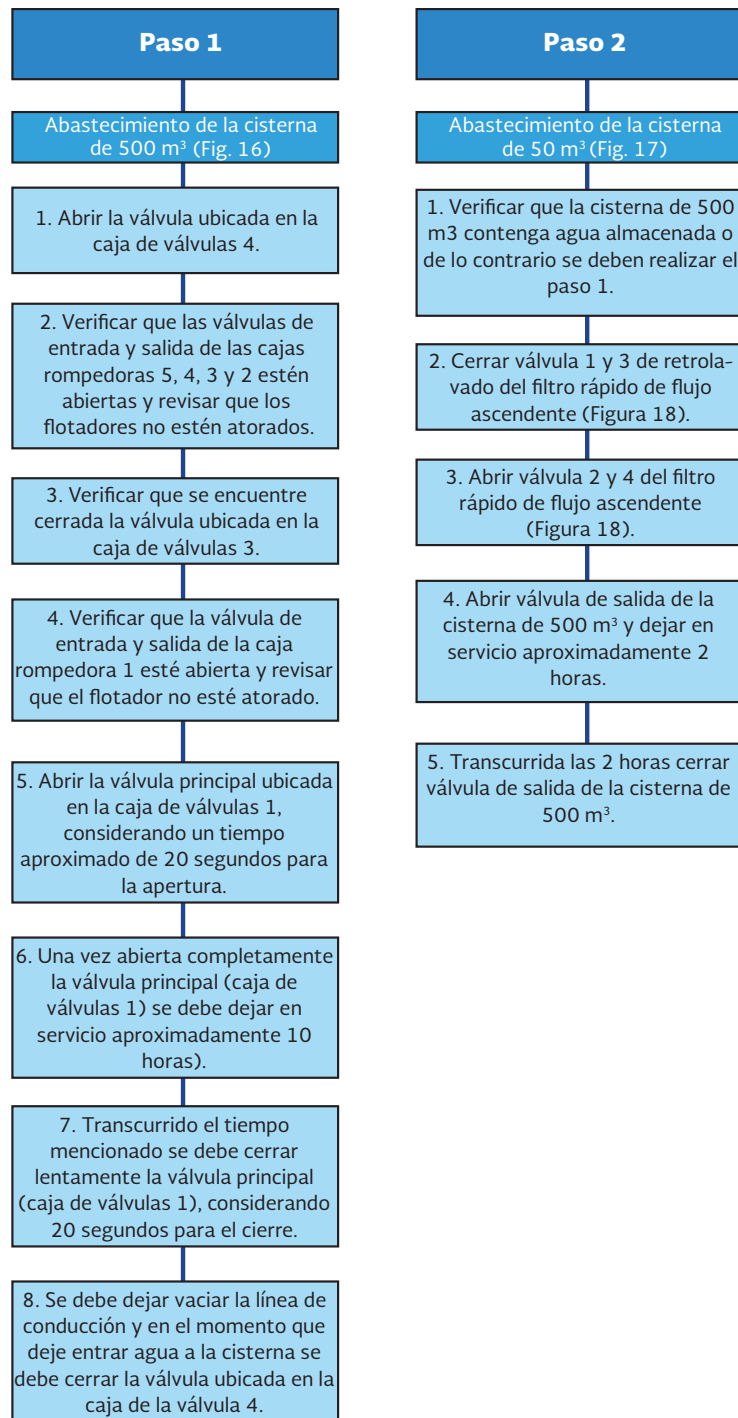 Paso 1
Abastecimiento de la cisterna
de 500 m³ (Fig. 16)
1. Abrir la válvula ubicada en la
caja de válvulas 4.
2. Verificar que las válvulas de
entrada y salida de las cajas
rompedoras 5, 4, 3 y 2 estén
abiertas y revisar que los
flotadores no estén atorados.
3. Verificar que se encuentre
cerrada la válvula ubicada en la
caja de válvulas 3.
4. Verificar que la válvula de
entrada y salida de la caja
rompedora 1 esté abierta y revisar
que el flotador no esté atorado.
5. Abrir la válvula principal ubicada
en la caja de válvulas 1,
considerando un tiempo
aproximado de 20 segundos para
la apertura.
6. Una vez abierta completamente
la válvula principal (caja de
válvulas 1) se debe dejar en
servicio aproximadamente 10
horas).
7. Transcurrido el tiempo
mencionado se debe cerrar
lentamente la válvula principal
(caja de válvulas 1), considerando
20 segundos para el cierre.
8. Se debe dejar vaciar la línea de
conducción y en el momento que
deje entrar agua a la cisterna se
debe cerrar la válvula ubicada en la
caja de la válvula 4.
Paso 2
Abastecimiento de la cisterna
de 50 m³ (Fig. 17)
1. Verificar que la cisterna de 500
m3 contenga agua almacenada o
de lo contrario se deben realizar el
paso 1.
2. Cerrar válvula 1 y 3 de retrola-
vado del filtro rápido de flujo
ascendente (Figura 18).
3. Abrir válvula 2 y 4 del filtro
rápido de flujo ascendente
(Figura 18).
4. Abrir válvula de salida de la
cisterna de 500 m³ y dejar en
servicio aproximadamente 2
horas.
5. Transcurrida las 2 horas cerrar
válvula de salida de la cisterna de
500 m³.